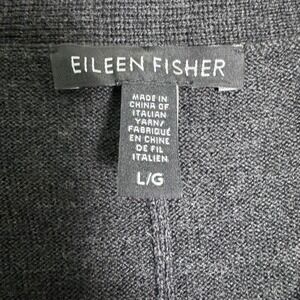 EILEEN FISHER
MADE IN
CHINA OF
ITALIAN
YARN/
FABRIQUÉ
EN CHINE
DE FIL
ITALIEN
L/G